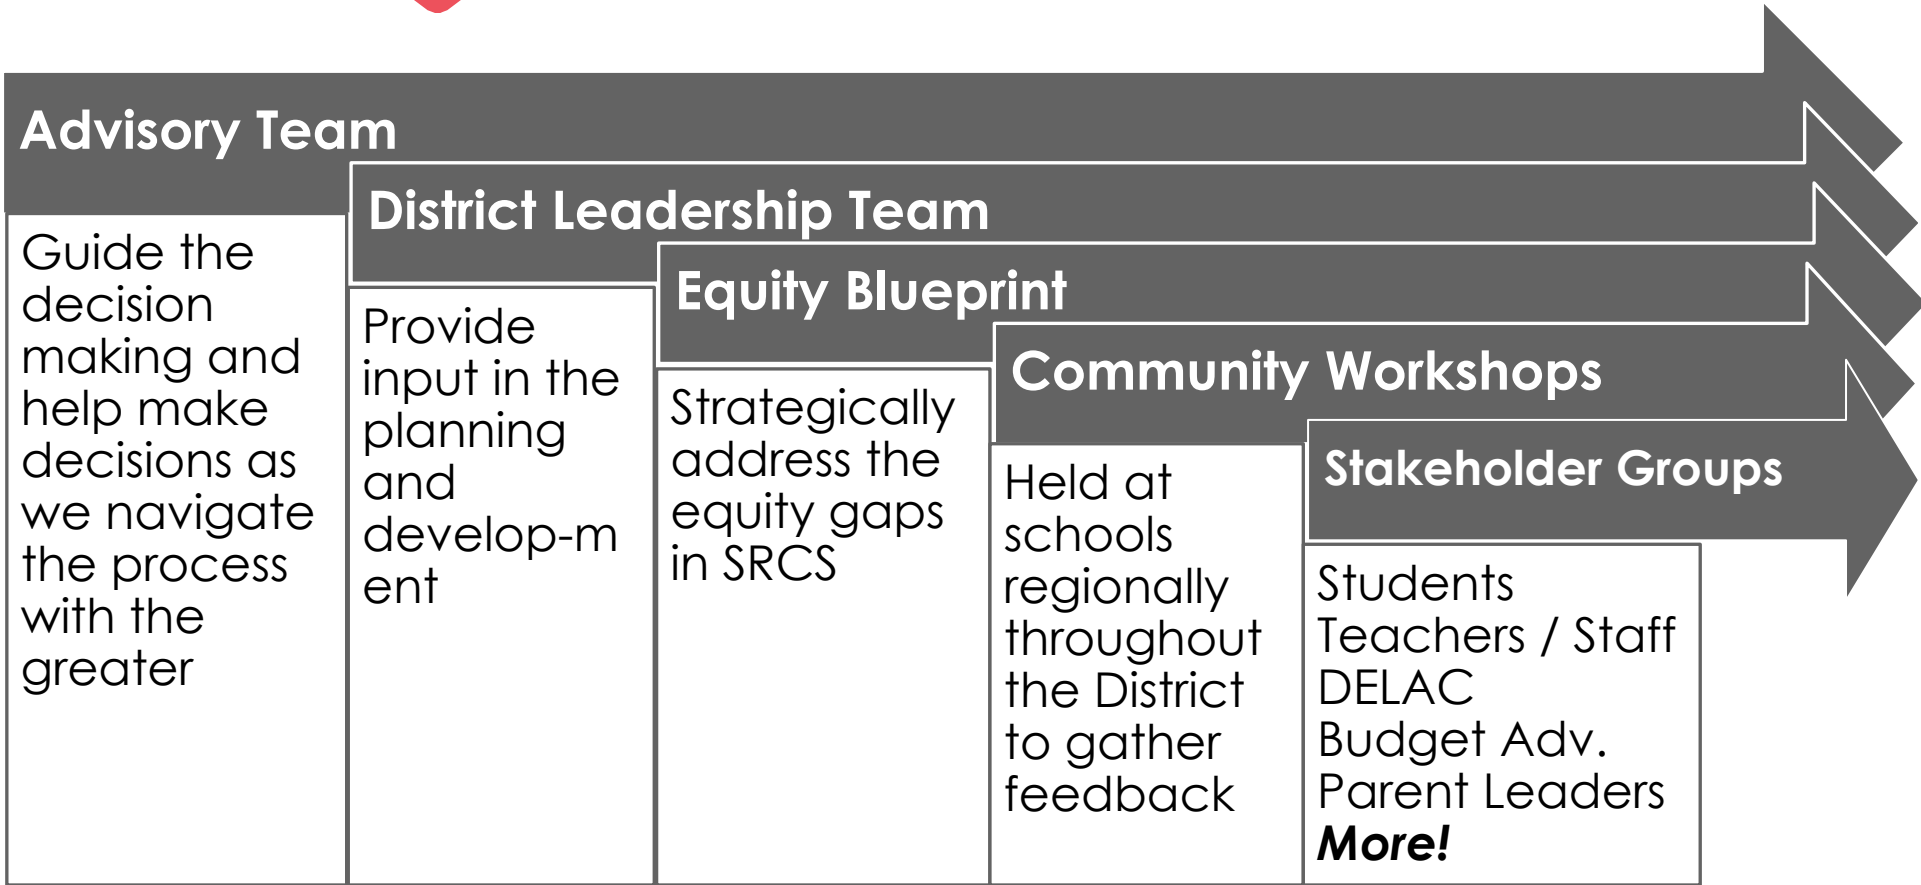 Advisory Team
Guide the
decision
making and
help make
decisions as
we navigate
the process
with the
greater
District Leadership Team
Provide
input in the
planning
and
develop-m
ent
Equity Blueprint
Strategically
address the
equity gaps
in SRCS
Community Workshops
Held at
schools
regionally
throughout
the District
to gather
feedback
Stakeholder Groups
Students
Teachers / Staff
DELAC
Budget Adv.
Parent Leaders
More!